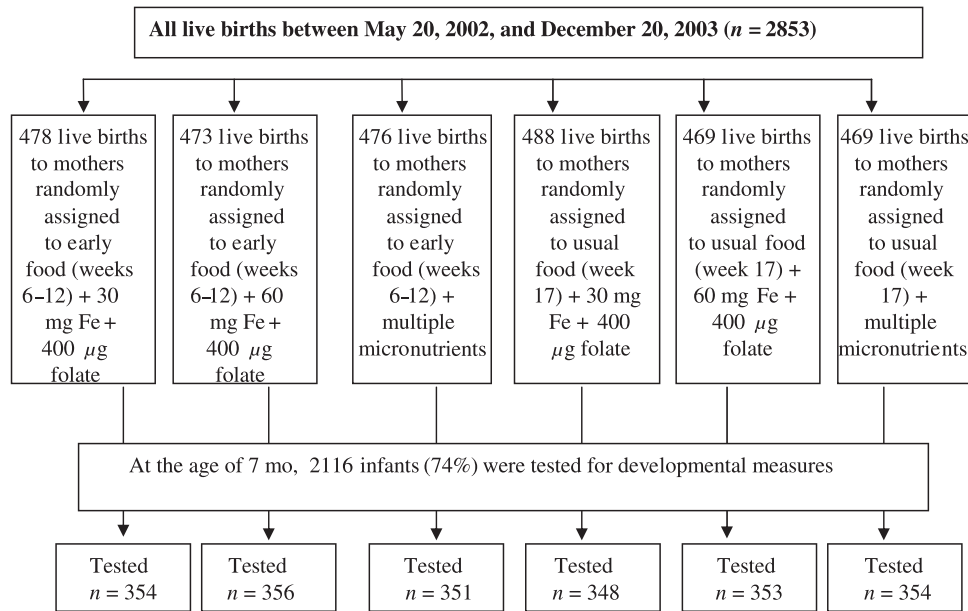 All live births between May 20, 2002, and December 20, 2003 (n = 2853)
478 live births
to mothers
randomly
assigned
to early
food (weeks
6–12) + 30
mg Fe +
400 µg
folate
473 live births
to mothers
randomly
assigned
to early
food (weeks
6–12) + 60
mg Fe +
400 µg
folate
476 live births
to mothers
randomly
assigned
to early
food (weeks
6–12) +
multiple
micronutrients
488 live births
to mothers
randomly
assigned
to usual
food (week
17) + 30 mg
Fe + 400
µg folate
469 live births
to mothers
randomly
assigned
to usual food
(week 17) +
60 mg Fe +
400 µg
folate
469 live births
to mothers
randomly
assigned
to usual
food (week
17) +
multiple
micronutrients
At the age of 7 mo, 2116 infants (74%) were tested for developmental measures
Tested
n = 354
Tested
n = 356
Tested
n = 351
Tested
n = 348
Tested
n = 353
Tested
n = 354